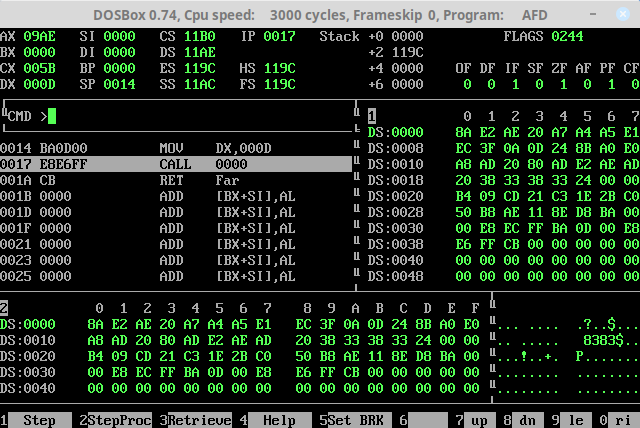 DOSBox 0.74, Cpu speed: 3000 cycles, Frameskip 0, Program: AFD
AX 09AE SI 0000 CS 11B0 IP 0017 Stack +0 0000 FLAGS 0244
BX 0000 DI 0000 DS 11AE +2 119C
CX 005B BP 0000 ES 119C HS 119C +4 0000 OF DF IF SF ZF AF PF CF
DX 000D SP 0014 SS 11AC FS 119C +6 0000 0 0 1 0 1 0 1 0
CMD >
1 0 1 2 3 4 5 6 7
DS:0000 8A E2 AE 20 A7 A4 A5 E1
0014 BA0D00 MOV DX,000D DS:0008 EC 3F 0A 0D 24 8B A0 E0
0017 E8E6FF CALL 0000 DS:0010 A8 AD 20 80 AD E2 AE AD
001A CB RET Far DS:0018 20 38 33 38 33 24 00 00
001B 0000 ADD [BX+SI],AL DS:0020 B4 09 CD 21 C3 1E 2B C0
001D 0000 ADD [BX+SI],AL DS:0028 50 B8 AE 11 8E D8 BA 00
001F 0000 ADD [BX+SI],AL DS:0030 00 E8 EC FF BA 0D 00 E8
0021 0000 ADD [BX+SI],AL DS:0038 E6 FF CB 00 00 00 00 00
0023 0000 ADD [BX+SI],AL DS:0040 00 00 00 00 00 00 00 00
0025 0000 ADD [BX+SI],AL DS:0048 00 00 00 00 00 00 00 00
2 0 1 2 3 4 5 6 7 8 9 A B C D E F
DS:0000 8A E2 AE 20 A7 A4 A5 E1 EC 3F 0A 0D 24 8B A0 E0 ... .... .?..$...
DS:0010 A8 AD 20 80 AD E2 AE AD 20 38 33 38 33 24 00 00 .. ..... 8383$..
DS:0020 B4 09 CD 21 C3 1E 2B C0 50 B8 AE 11 8E D8 BA 00 ...!..+. P.......
DS:0030 00 E8 EC FF BA 0D 00 E8 E6 FF CB 00 00 00 00 00
DS:0040 00 00 00 00 00 00 00 00 00 00 00 00 00 00 00 00
1 Step 2 StepProc 3 Retrieve 4 Help 5 Set BRK 6 7 up 8 dn 9 le 0 ri